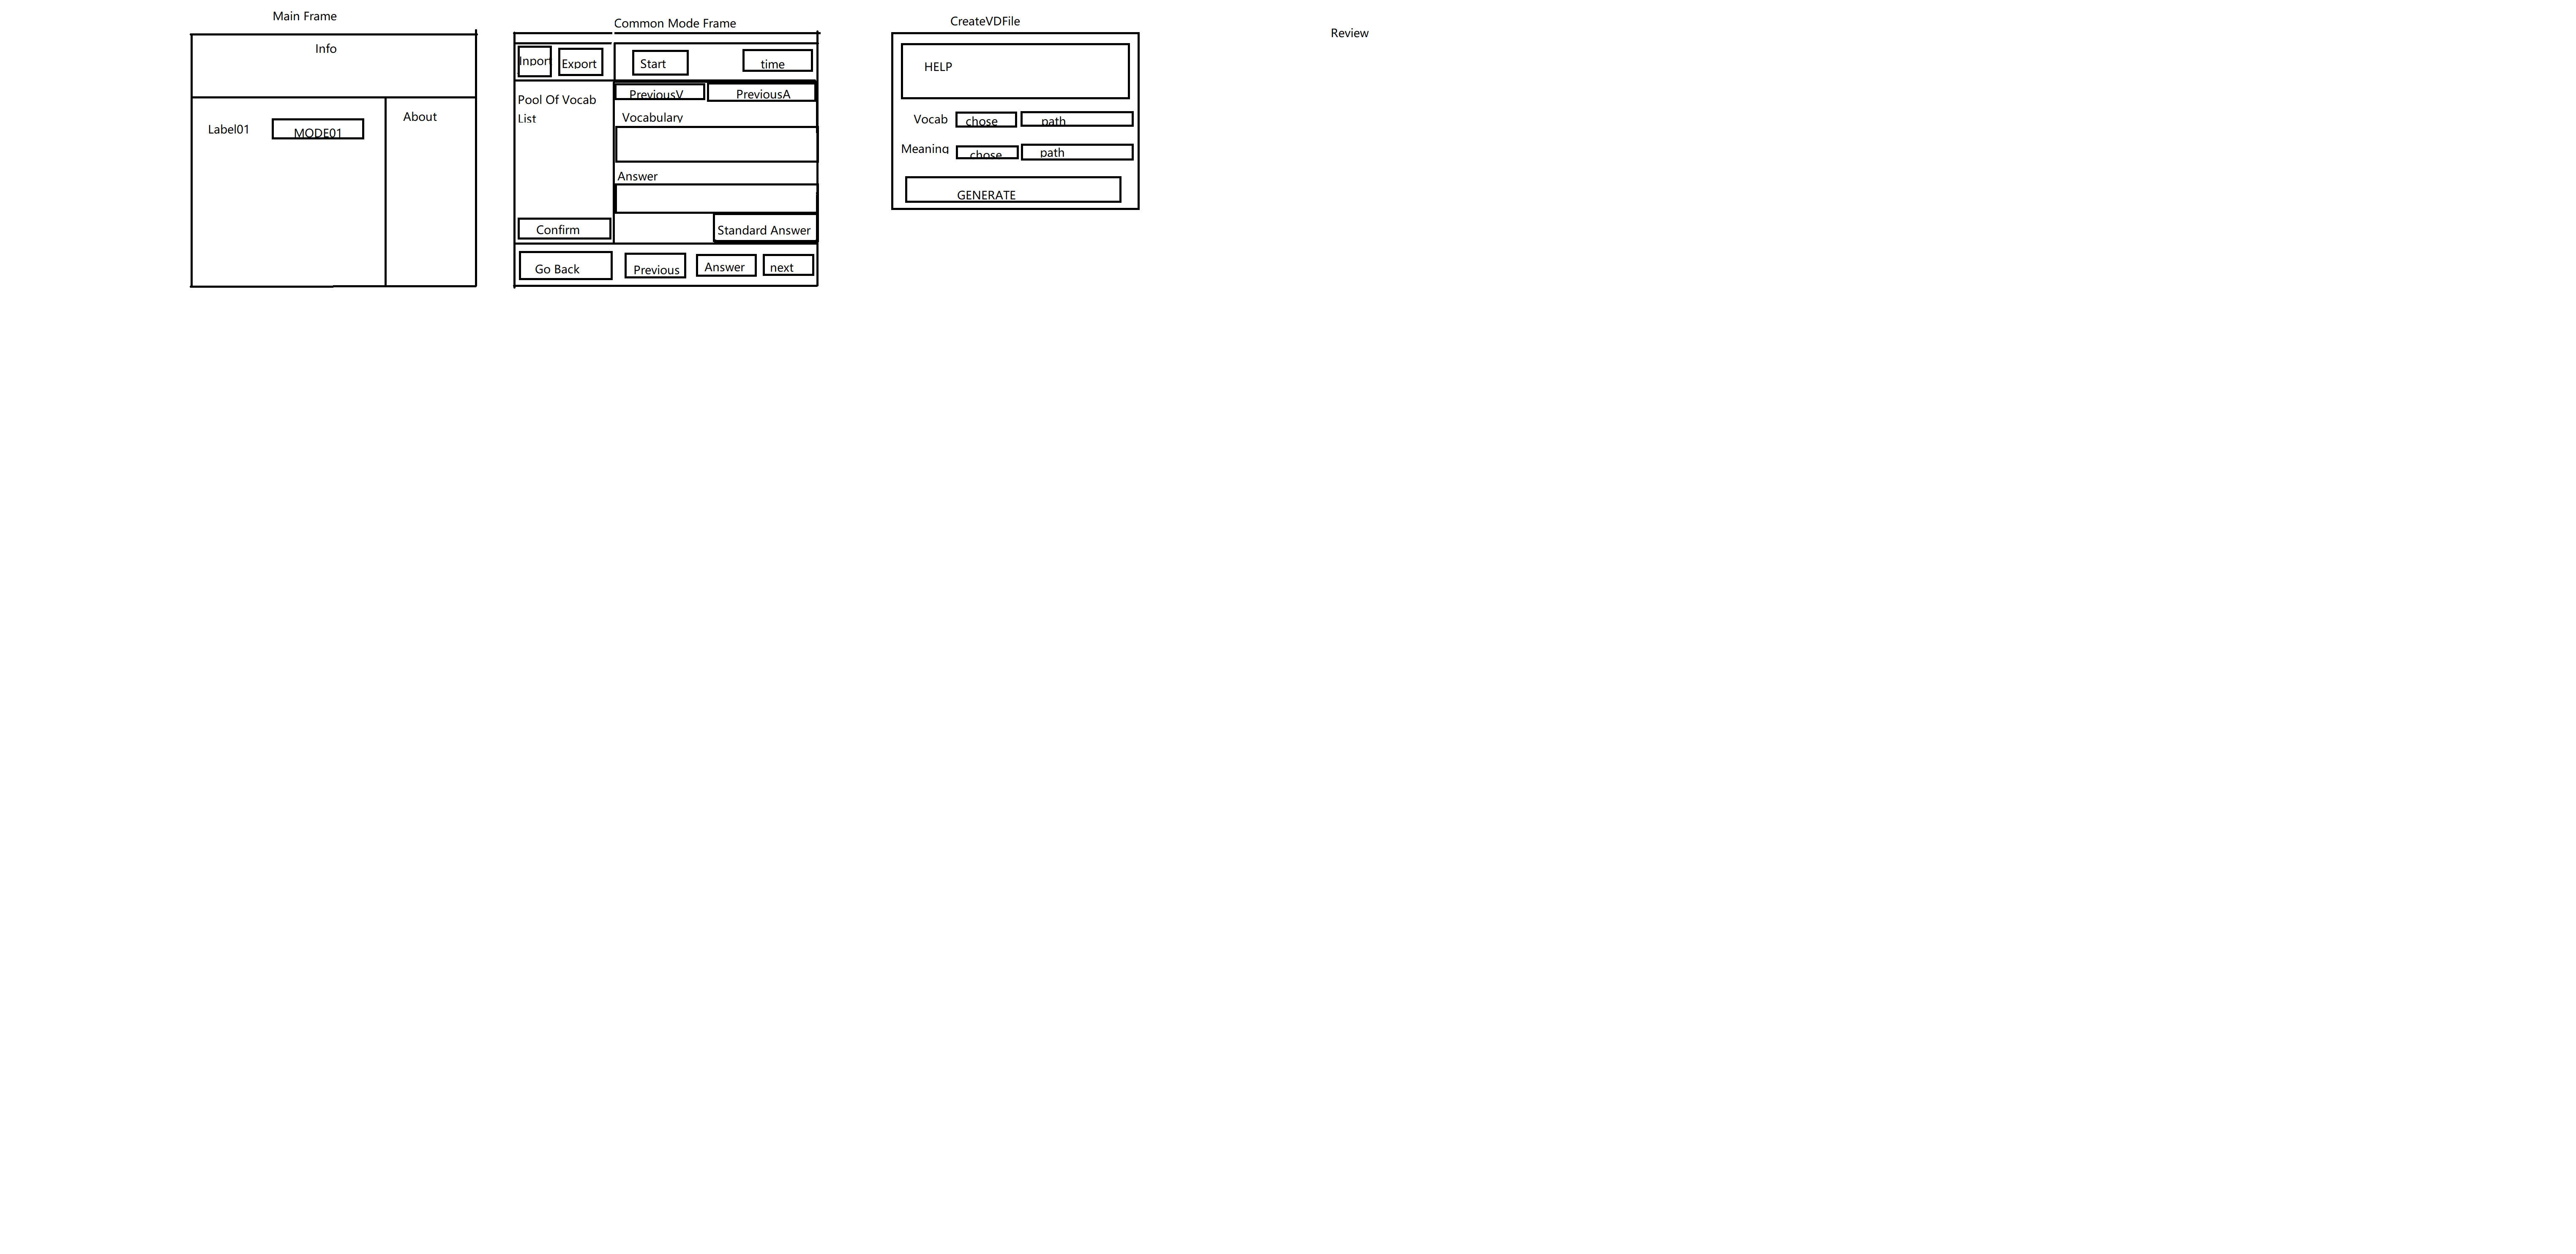 Main Frame
Info
Label01
MODE01
About
Common Mode Frame
Inport
Export
Start
time
Pool Of Vocab
List
PreviousV
PreviousA
Vocabulary
Answer
Confirm
Standard Answer
Go Back
Previous
Answer
next
CreateVDFile
HELP
Vocab
chose
path
Meaning
chose
path
GENERATE
Review